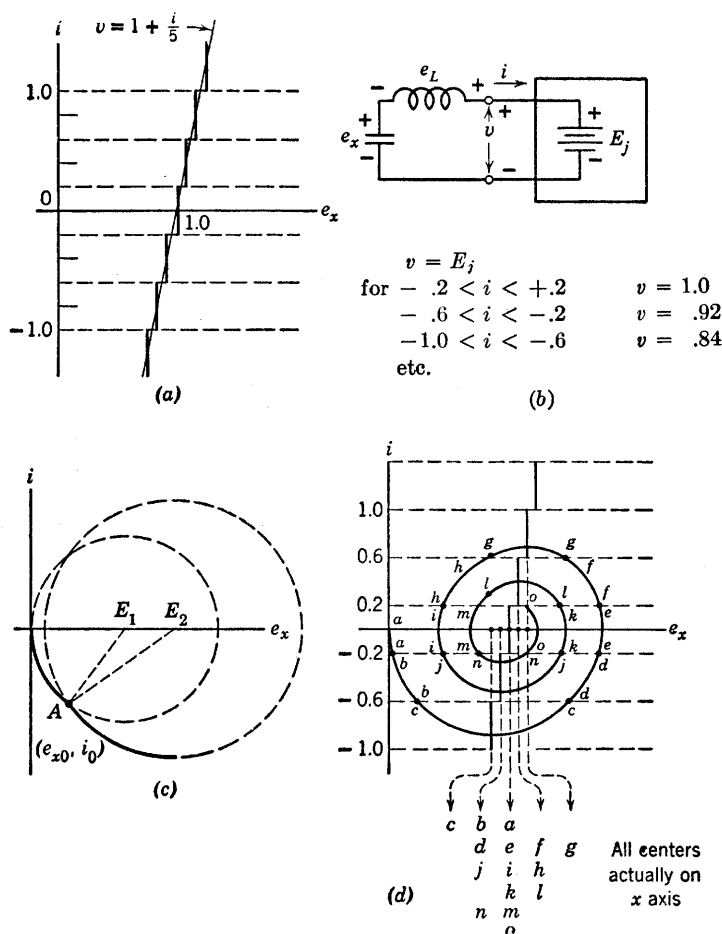 i
v = 1 + i/5
1.0
0
1.0
e_x
−1.0
(a)
e_L
−
+
i
+
+
e_x
−
v
−
+
E_j
−
v = E_j
for − .2 < i < +.2 v = 1.0
− .6 < i < −.2 v = .92
−1.0 < i < −.6 v = .84
etc.
(b)
i
E_1
E_2
e_x
A
(e_x0, i_0)
(c)
i
1.0
0.6
0.2
0
−0.2
−0.6
−1.0
g
g
h
f
l
l
h
f
i
m
o
k
e
a
e_x
a
i
m
o
k
e
b
j
n
n
j
d
b
d
c
c
c b a
d e f g
j i h
k l
n m
o
All centers
actually on
x axis
(d)